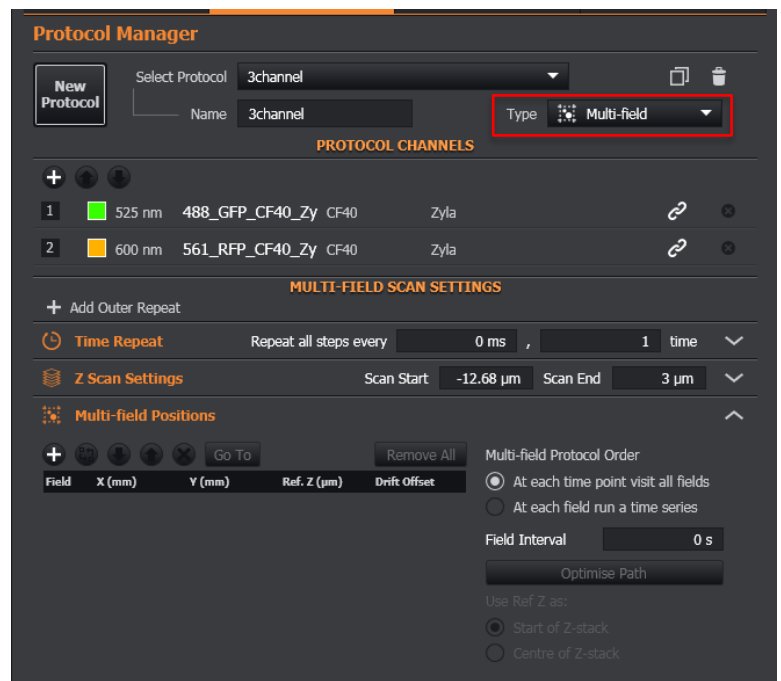 Protocol Manager
New Protocol
Select Protocol 3channel
Name 3channel Type Multi-field
PROTOCOL CHANNELS
1 525 nm 488_GFP_CF40_Zy CF40 Zyla
2 600 nm 561_RFP_CF40_Zy CF40 Zyla
MULTI-FIELD SCAN SETTINGS
Add Outer Repeat
Time Repeat Repeat all steps every 0 ms , 1 time
Z Scan Settings Scan Start -12.68 µm Scan End 3 µm
Multi-field Positions
Go To Remove All
Field X (mm) Y (mm) Ref. Z (µm) Drift Offset
Multi-field Protocol Order
At each time point visit all fields
At each field run a time series
Field Interval 0 s
Optimise Path
Use Ref Z as:
Start of Z-stack
Centre of Z-stack